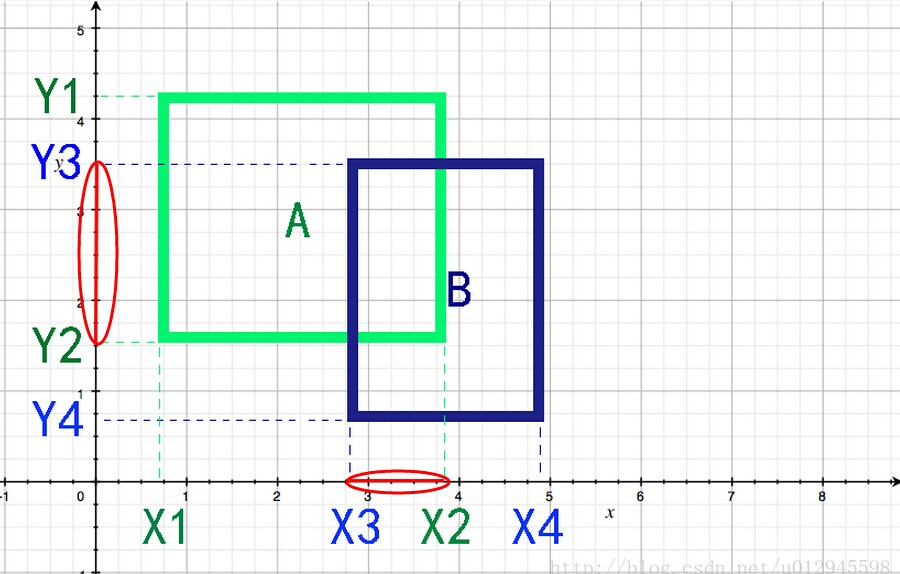 5
Y1
4
Y3
y
3
A
B
2
Y2
1
Y4
-1 0 1 2 3 4 5 6 7 8
x
X1 X3 X2 X4
http://blog.csdn.net/u012945598